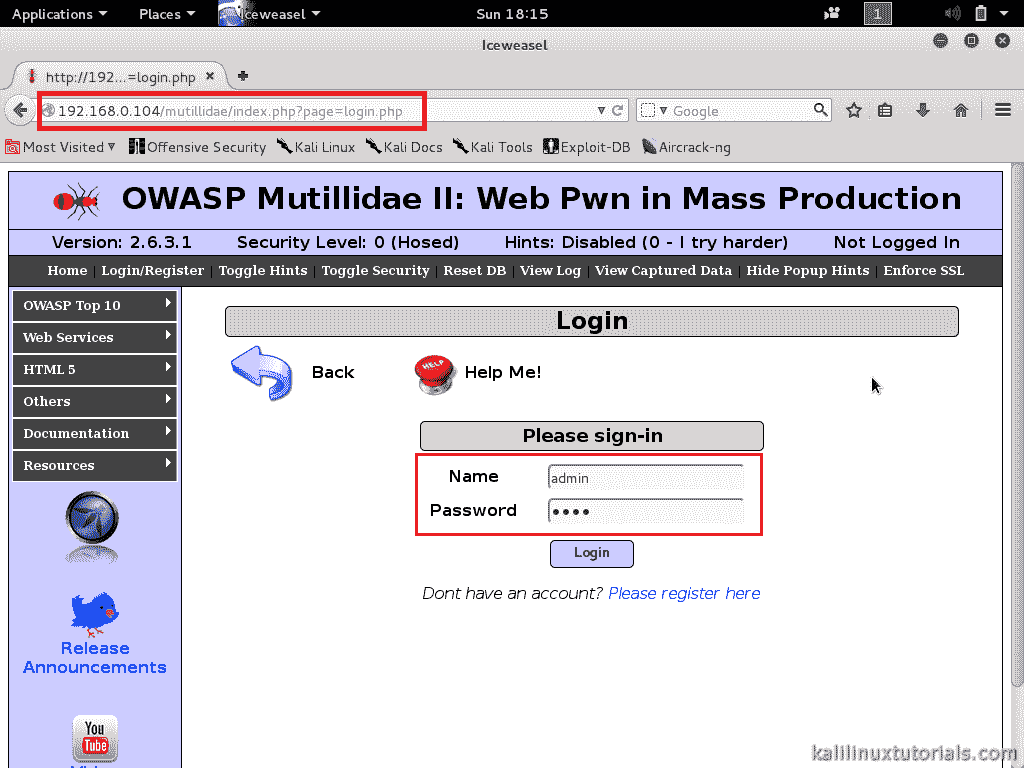 Applications Places Iceweasel Sun 18:15 1
Iceweasel
http://192...=login.php
192.168.0.104/mutillidae/index.php?page=login.php Google
Most Visited Offensive Security Kali Linux Kali Docs Kali Tools Exploit-DB Aircrack-ng
OWASP Mutillidae II: Web Pwn in Mass Production
Version: 2.6.3.1 Security Level: 0 (Hosed) Hints: Disabled (0 - I try harder) Not Logged In
Home | Login/Register | Toggle Hints | Toggle Security | Reset DB | View Log | View Captured Data | Hide Popup Hints | Enforce SSL
OWASP Top 10
Web Services
HTML 5
Others
Documentation
Resources
Release
Announcements
You
Tube
Login
Back HELP Help Me!
Please sign-in
Name admin
Password ••••
Login
Dont have an account? Please register here
kalilinuxtutorials.com